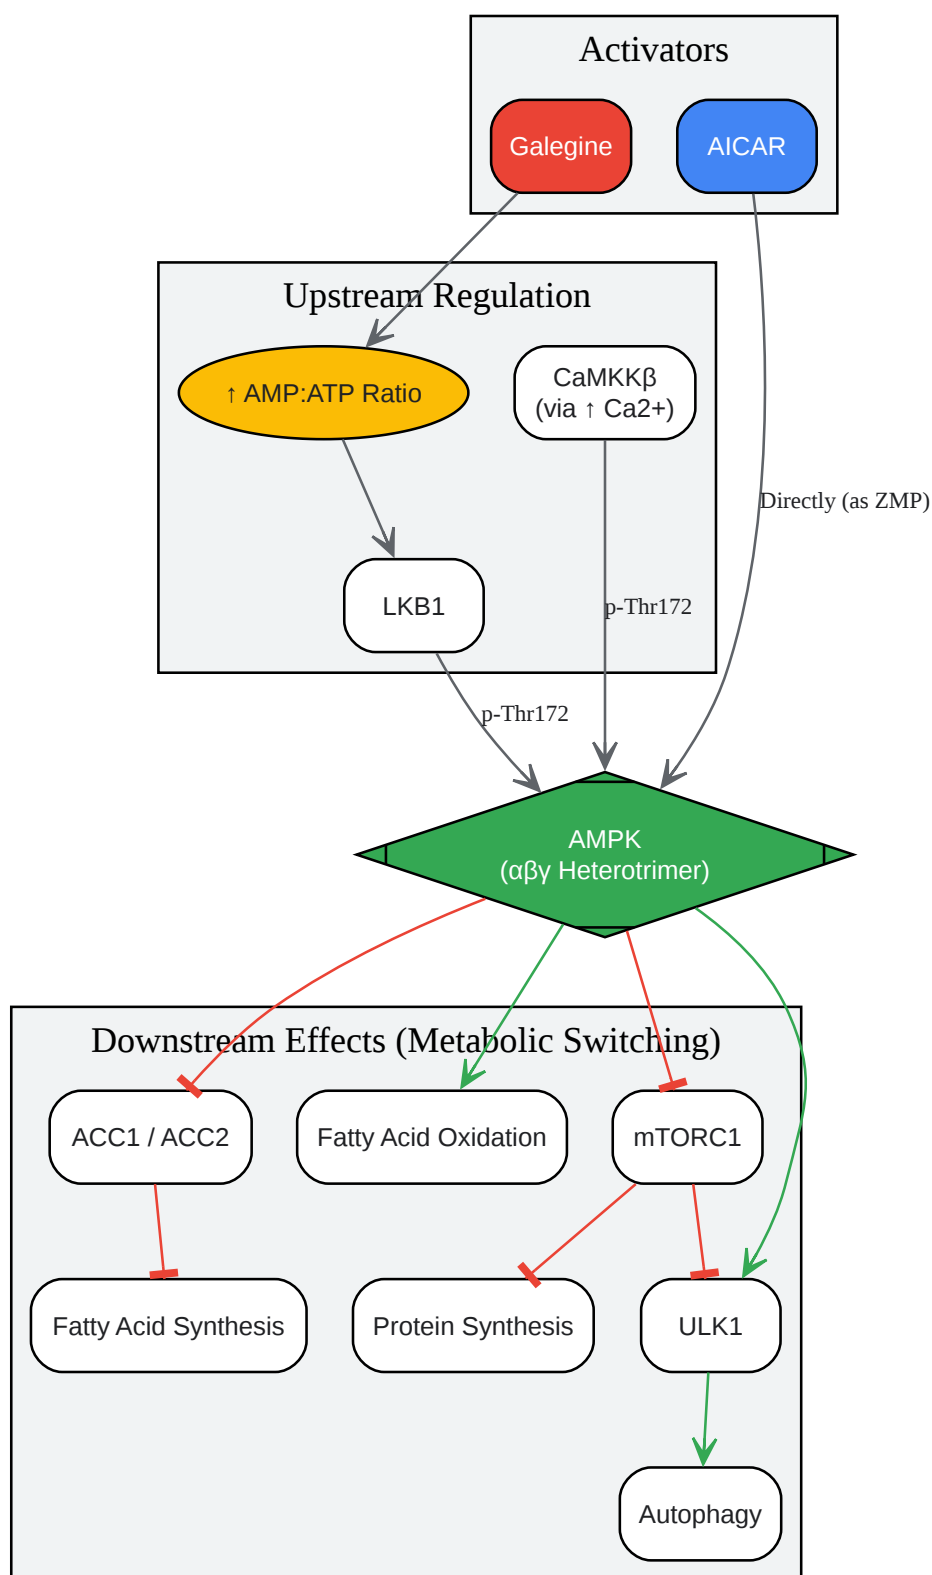 Activators
Galegine
AICAR
Upstream Regulation
↑ AMP:ATP Ratio
CaMKKβ
(via ↑ Ca2+)
Directly (as ZMP)
LKB1
p-Thr172
p-Thr172
AMPK
(αβγ Heterotrimer)
Downstream Effects (Metabolic Switching)
ACC1 / ACC2
Fatty Acid Oxidation
mTORC1
Fatty Acid Synthesis
Protein Synthesis
ULK1
Autophagy